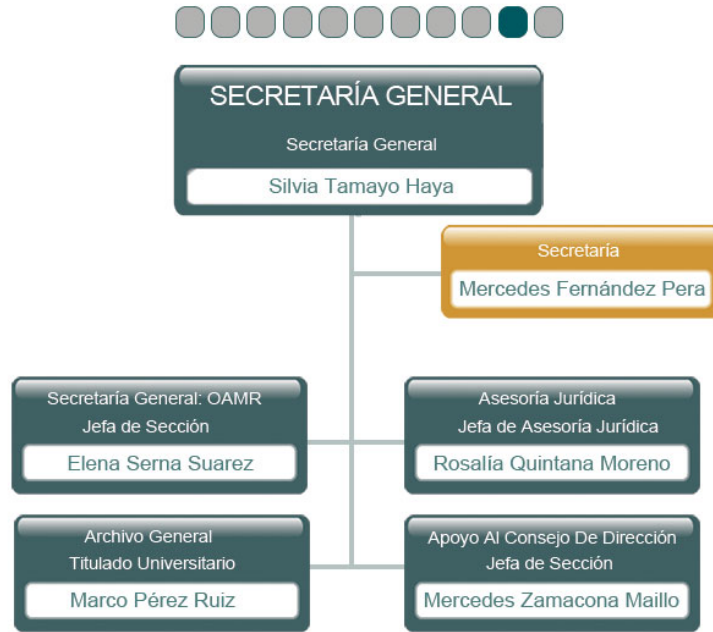 SECRETARÍA GENERAL
Secretaría General
Silvia Tamayo Haya
Secretaría
Mercedes Fernández Pera
Secretaría General: OAMR
Jefa de Sección
Elena Serna Suarez
Asesoría Jurídica
Jefa de Asesoría Jurídica
Rosalía Quintana Moreno
Archivo General
Titulado Universitario
Marco Pérez Ruiz
Apoyo Al Consejo De Dirección
Jefa de Sección
Mercedes Zamacona Maillo